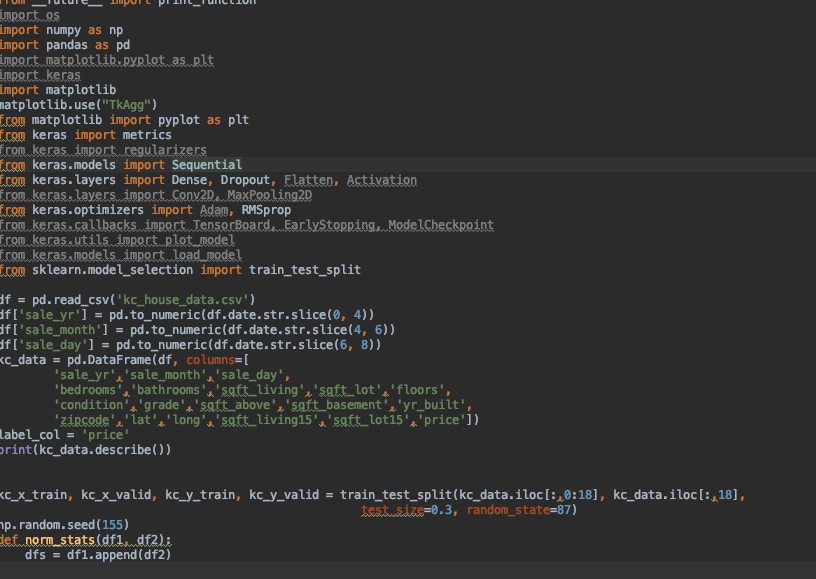 from __future__ import print_function
import os
import numpy as np
import pandas as pd
import matplotlib.pyplot as plt
import keras
import matplotlib
matplotlib.use("TkAgg")
from matplotlib import pyplot as plt
from keras import metrics
from keras import regularizers
from keras.models import Sequential
from keras.layers import Dense, Dropout, Flatten, Activation
from keras.layers import Conv2D, MaxPooling2D
from keras.optimizers import Adam, RMSprop
from keras.callbacks import TensorBoard, EarlyStopping, ModelCheckpoint
from keras.utils import plot_model
from keras.models import load_model
from sklearn.model_selection import train_test_split
df = pd.read_csv('kc_house_data.csv')
df['sale_yr'] = pd.to_numeric(df.date.str.slice(0, 4))
df['sale_month'] = pd.to_numeric(df.date.str.slice(4, 6))
df['sale_day'] = pd.to_numeric(df.date.str.slice(6, 8))
kc_data = pd.DataFrame(df, columns=[
'sale_yr','sale_month','sale_day',
'bedrooms','bathrooms','sqft_living','sqft_lot','floors',
'condition','grade','sqft_above','sqft_basement','yr_built',
'zipcode','lat','long','sqft_living15','sqft_lot15','price'])
label_col = 'price'
print(kc_data.describe())
kc_x_train, kc_x_valid, kc_y_train, kc_y_valid = train_test_split(kc_data.iloc[:,0:18], kc_data.iloc[:,18],
test_size=0.3, random_state=87)
np.random.seed(155)
def norm_stats(df1, df2):
dfs = df1.append(df2)